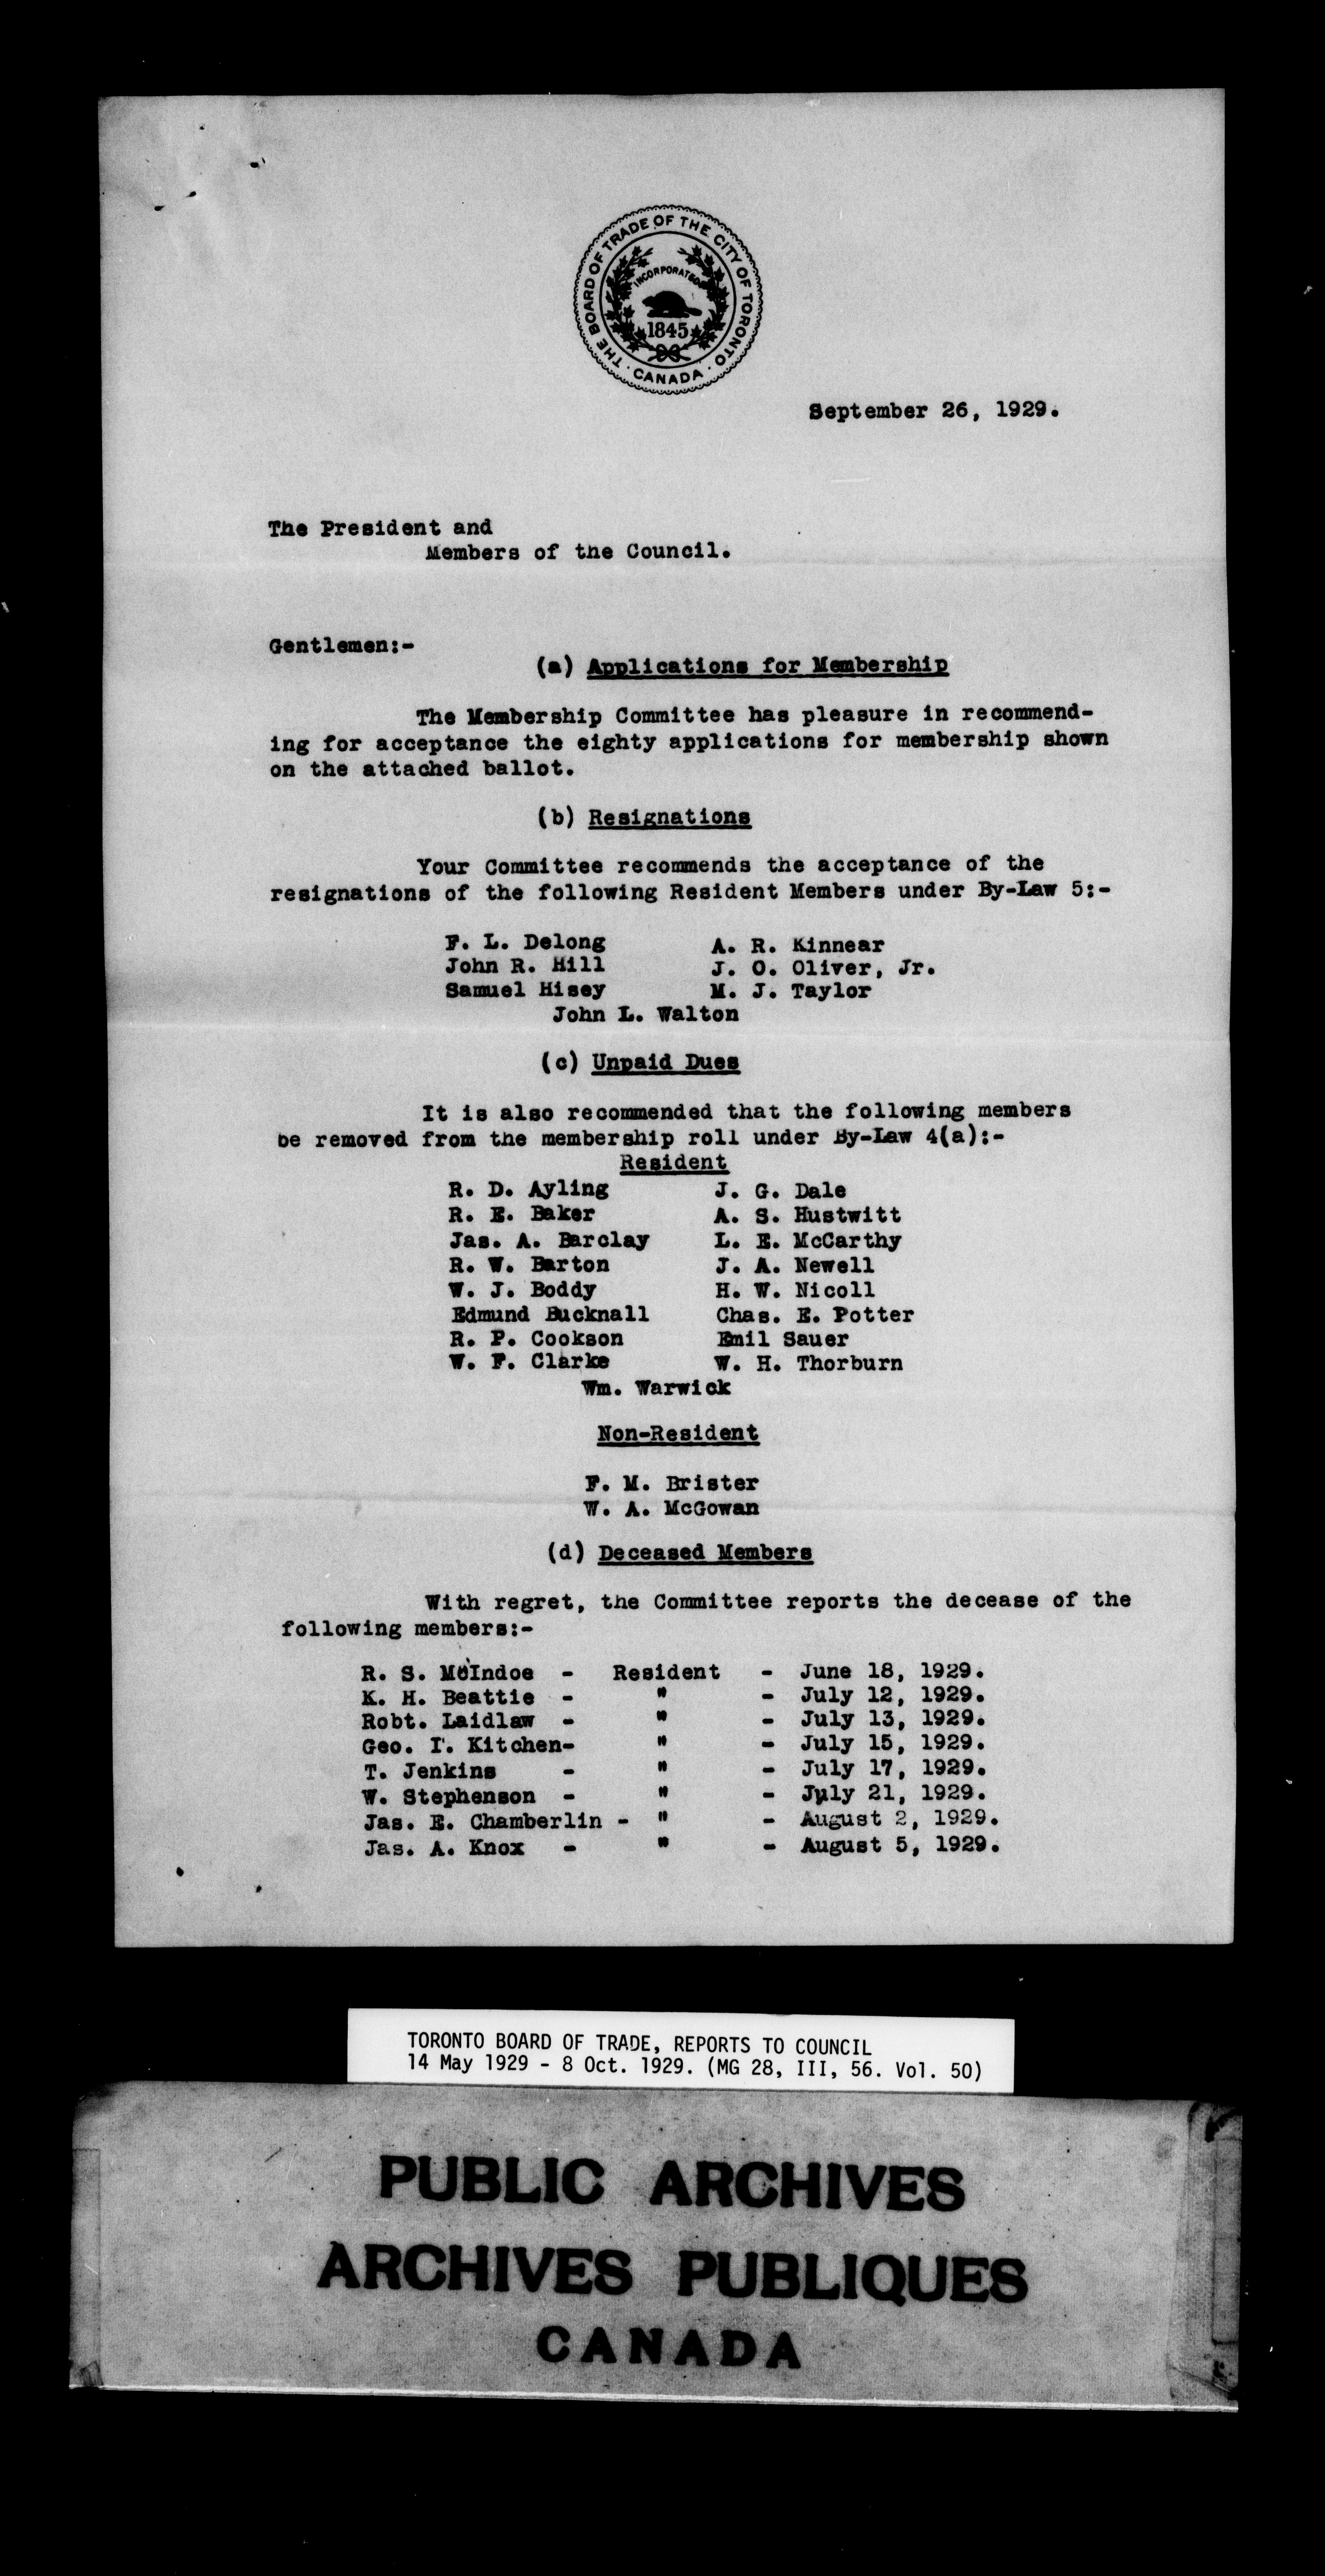 THE BOARD OF TRADE OF THE CITY OF TORONTO
· CANADA ·
INCORPORATED
1845
September 26, 1929.
The President and
Members of the Council.
Gentlemen:-
(a) Applications for Membership
The Membership Committee has pleasure in recommend-
ing for acceptance the eighty applications for membership shown
on the attached ballot.
(b) Resignations
Your Committee recommends the acceptance of the
resignations of the following Resident Members under By-Law 5:-
F. L. Delong A. R. Kinnear
John R. Hill J. O. Oliver, Jr.
Samuel Hisey M. J. Taylor
John L. Walton
(c) Unpaid Dues
It is also recommended that the following members
be removed from the membership roll under By-Law 4(a):-
Resident
R. D. Ayling J. G. Dale
R. E. Baker A. S. Hustwitt
Jas. A. Barclay L. E. McCarthy
R. W. Barton J. A. Newell
W. J. Boddy H. W. Nicoll
Edmund Bucknall Chas. E. Potter
R. P. Cookson Emil Sauer
W. F. Clarke W. H. Thorburn
Wm. Warwick
Non-Resident
F. M. Brister
W. A. McGowan
(d) Deceased Members
With regret, the Committee reports the decease of the
following members:-
R. S. McIndoe - Resident - June 18, 1929.
K. H. Beattie - " - July 12, 1929.
Robt. Laidlaw - " - July 13, 1929.
Geo. Kitchen- " - July 15, 1929.
T. Jenkins - " - July 17, 1929.
W. Stephenson - " - July 21, 1929.
Jas. E. Chamberlin - " - August 2, 1929.
Jas. A. Knox - " - August 5, 1929.
TORONTO BOARD OF TRADE, REPORTS TO COUNCIL
14 May 1929 - 8 Oct. 1929. (MG 28, III, 56. Vol. 50)
PUBLIC ARCHIVES
ARCHIVES PUBLIQUES
CANADA